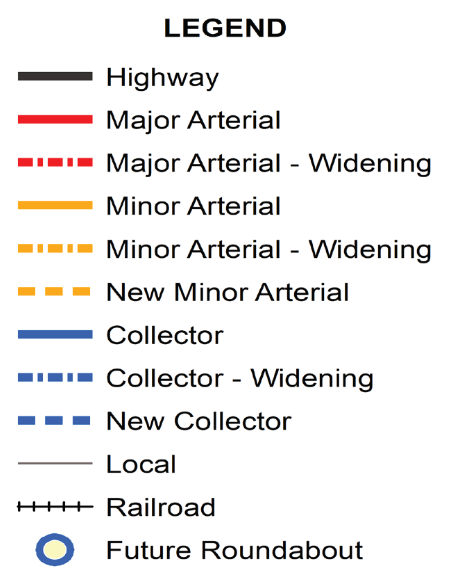 LEGEND
Highway
Major Arterial
Major Arterial - Widening
Minor Arterial
Minor Arterial - Widening
New Minor Arterial
Collector
Collector - Widening
New Collector
Local
Railroad
Future Roundabout